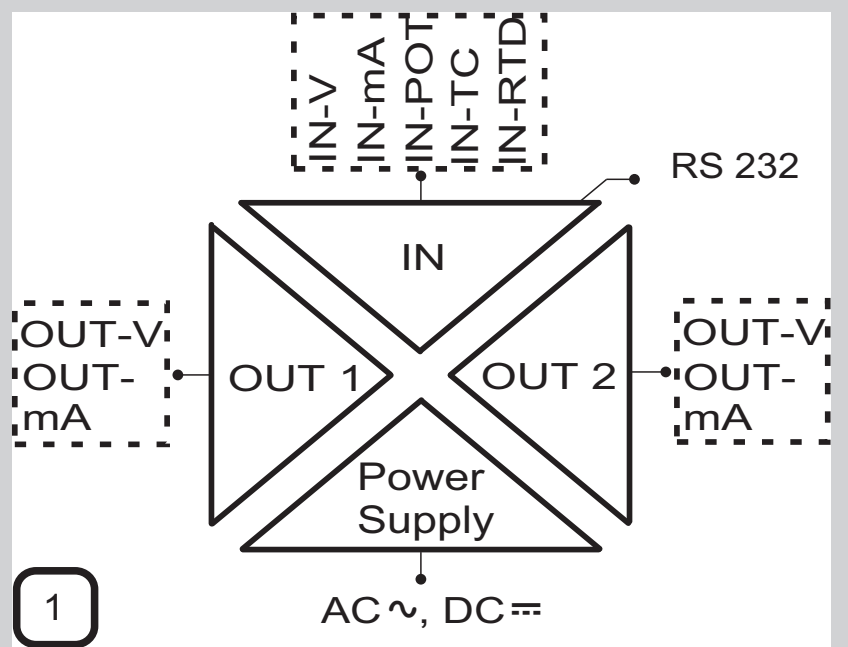 IN-V
IN-mA
IN-POT
IN-TC
IN-RTD
RS 232
IN
OUT-V
OUT-
mA
OUT 1
OUT 2
OUT-V
OUT-
mA
Power
Supply
1
AC∿, DC⎓